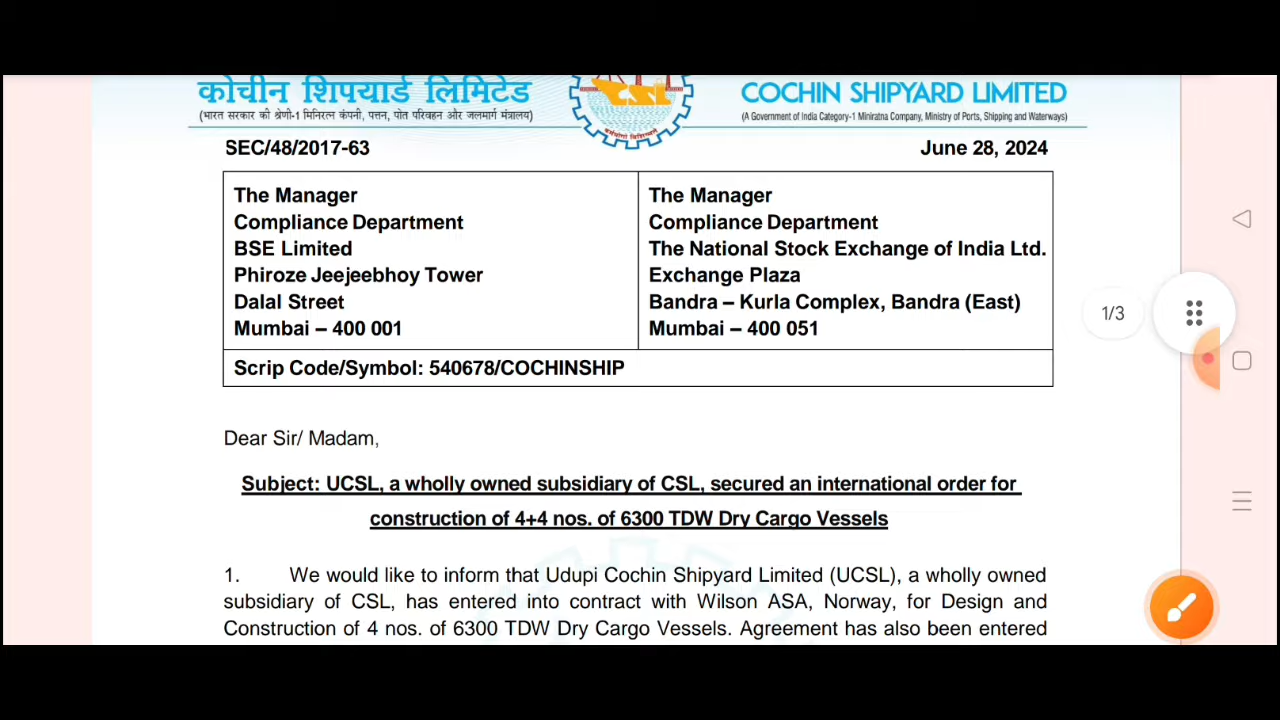 कोचीन शिपयार्ड लिमिटेड
(भारत सरकार की श्रेणी-1 मिनिरत्न कंपनी, पत्तन, पोत परिवहन और जलमार्ग मंत्रालय)
CSL
कर्मण्येवाधिकारस्ते
COCHIN SHIPYARD LIMITED
(A Government of India Category-1 Miniratna Company, Ministry of Ports, Shipping and Waterways)
SEC/48/2017-63
June 28, 2024
The Manager
Compliance Department
BSE Limited
Phiroze Jeejeebhoy Tower
Dalal Street
Mumbai – 400 001
The Manager
Compliance Department
The National Stock Exchange of India Ltd.
Exchange Plaza
Bandra – Kurla Complex, Bandra (East)
Mumbai – 400 051
Scrip Code/Symbol: 540678/COCHINSHIP
1/3
Dear Sir/ Madam,
Subject: UCSL, a wholly owned subsidiary of CSL, secured an international order for
construction of 4+4 nos. of 6300 TDW Dry Cargo Vessels
1. We would like to inform that Udupi Cochin Shipyard Limited (UCSL), a wholly owned
subsidiary of CSL, has entered into contract with Wilson ASA, Norway, for Design and
Construction of 4 nos. of 6300 TDW Dry Cargo Vessels. Agreement has also been entered